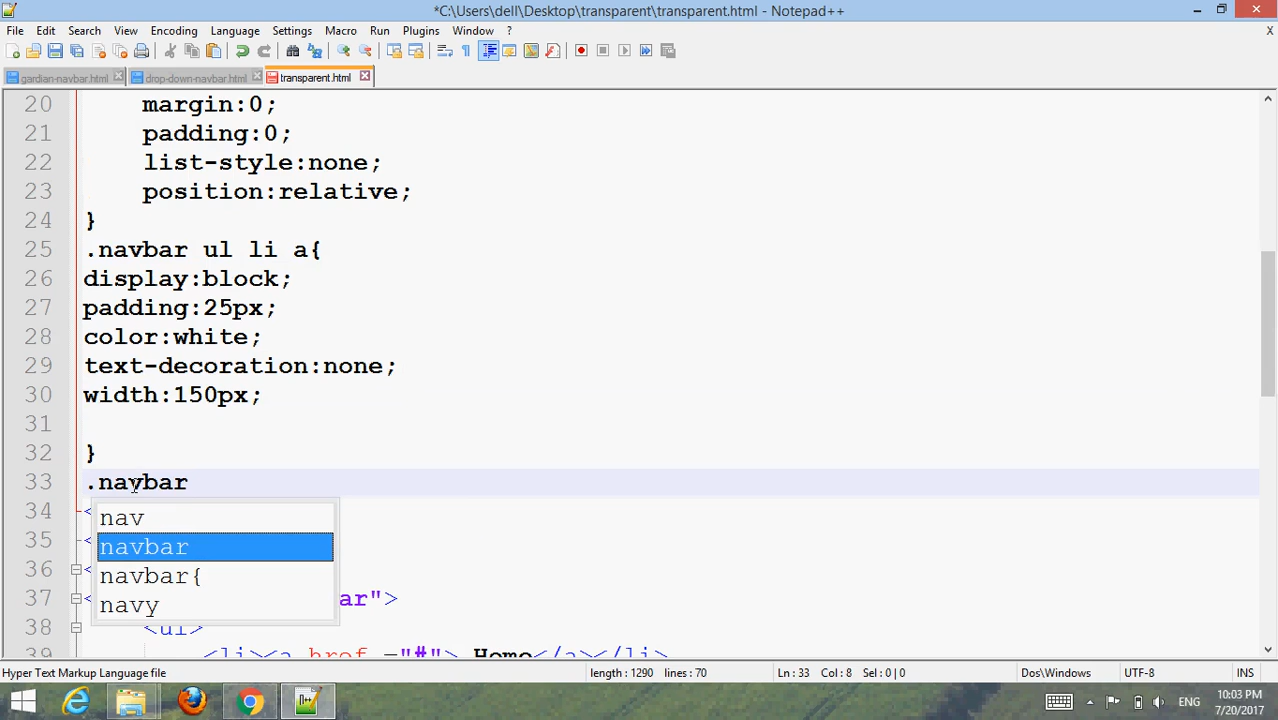 *C:\Users\dell\Desktop\transparent\transparent.html - Notepad++
File Edit Search View Encoding Language Settings Macro Run Plugins Window ? X
gardian-navbar.html drop-down-navbar.html transparent.html
20 margin:0;
21 padding:0;
22 list-style:none;
23 position:relative;
24 }
25 .navbar ul li a{
26 display:block;
27 padding:25px;
28 color:white;
29 text-decoration:none;
30 width:150px;
31
32 }
33 .navbar
34 <
nav
35 <
navbar
36 <
navbar{
37 < ar">
navy
38 <ul>
39 <li><a href ="#"> Home</a></li>
Hyper Text Markup Language file length : 1290 lines : 70 Ln : 33 Col : 8 Sel : 0 | 0 Dos\Windows UTF-8 INS
ENG 10:03 PM
7/20/2017